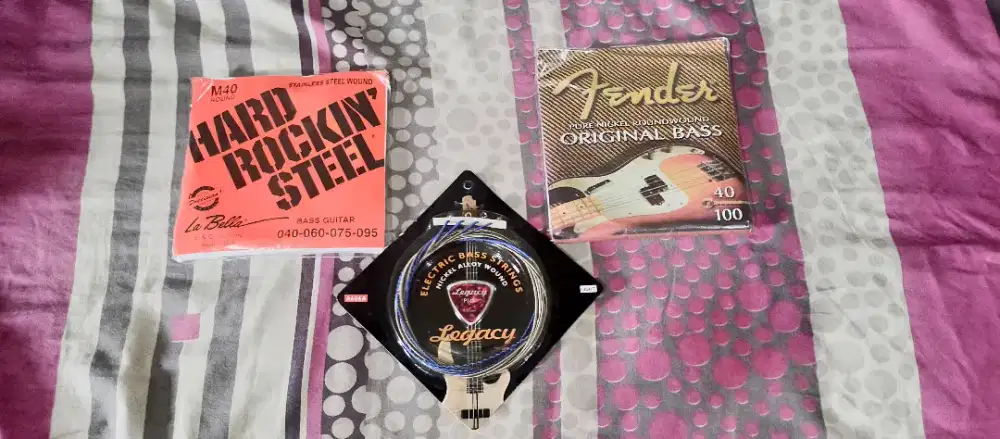 M40
ROUND
STAINLESS STEEL WOUND
HARD
ROCKIN'
STEEL
La Bella
BASS GUITAR
040-060-075-095
ELECTRIC BASS STRINGS
NICKEL ALLOY WOUND
Legacy
Legacy
Fender
PURE NICKEL ROUNDWOUND
ORIGINAL BASS
40
100